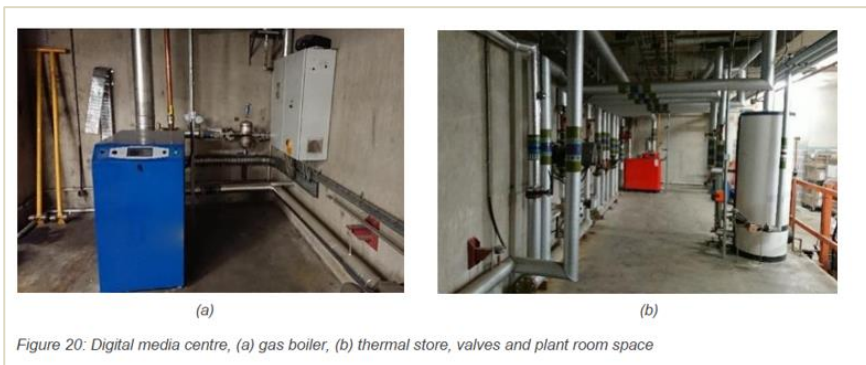 (a)
(b)
Figure 20: Digital media centre, (a) gas boiler, (b) thermal store, valves and plant room space